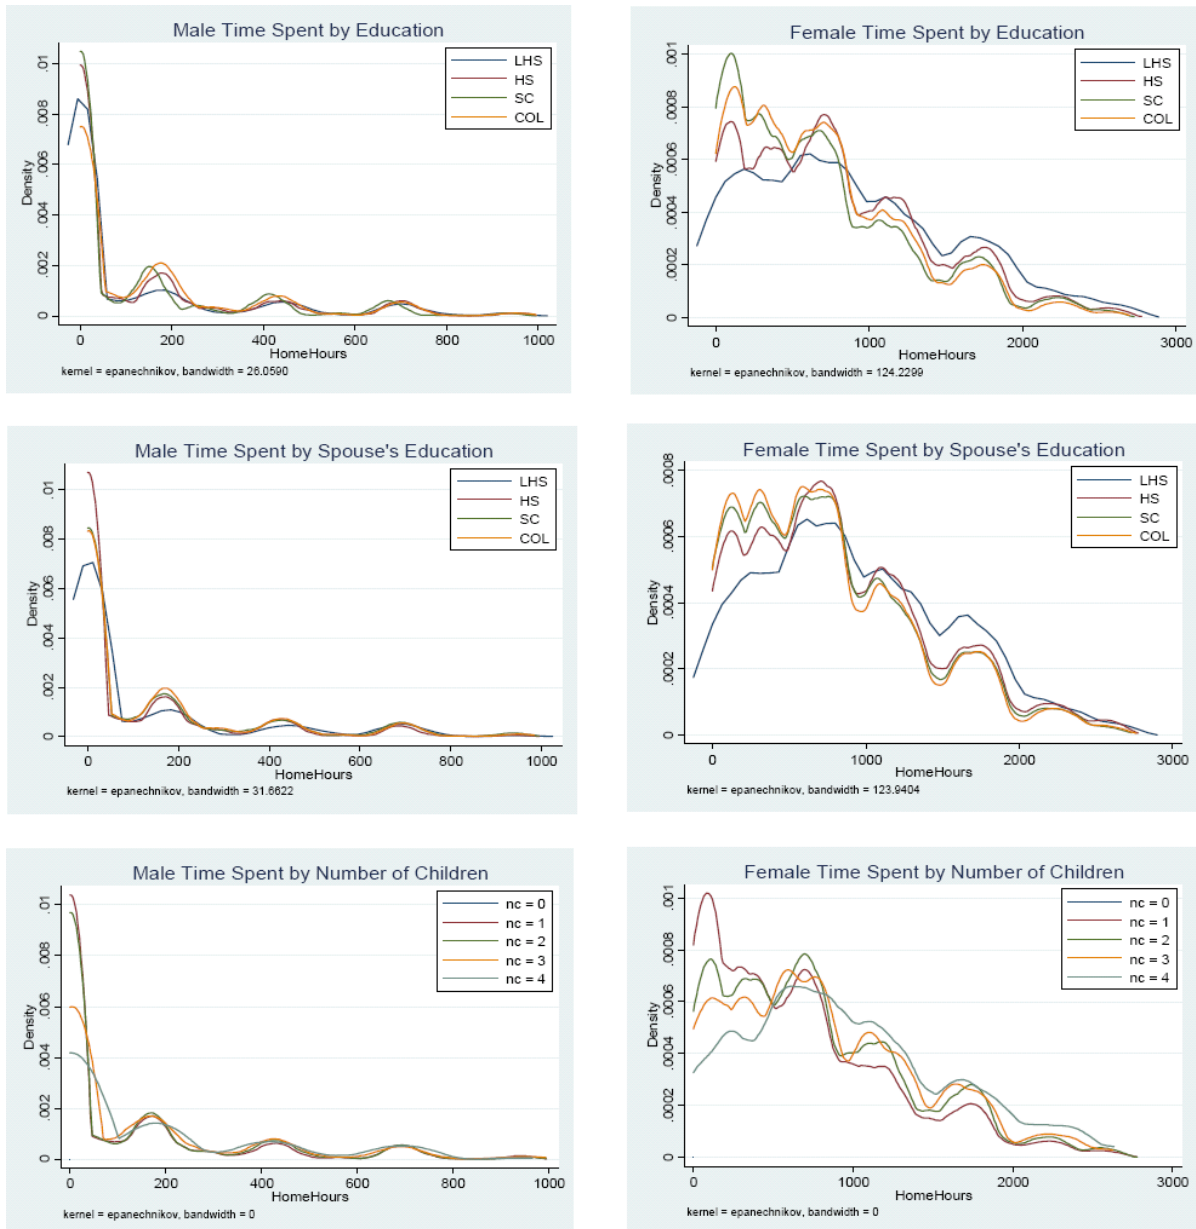 Male Time Spent by Education
LHS
HS
SC
COL
Density
0 .002 .004 .006 .008 .01
0 200 400 600 800 1000
HomeHours
kernel = epanechnikov, bandwidth = 26.0590
Female Time Spent by Education
LHS
HS
SC
COL
Density
0 .0002 .0004 .0006 .0008 .001
0 1000 2000 3000
HomeHours
kernel = epanechnikov, bandwidth = 124.2299
Male Time Spent by Spouse's Education
LHS
HS
SC
COL
Density
0 .002 .004 .006 .008 .01
0 200 400 600 800 1000
HomeHours
kernel = epanechnikov, bandwidth = 31.6622
Female Time Spent by Spouse's Education
LHS
HS
SC
COL
Density
0 .0002 .0004 .0006 .0008
0 1000 2000 3000
HomeHours
kernel = epanechnikov, bandwidth = 123.9404
Male Time Spent by Number of Children
nc = 0
nc = 1
nc = 2
nc = 3
nc = 4
Density
0 .002 .004 .006 .008 .01
0 200 400 600 800 1000
HomeHours
kernel = epanechnikov, bandwidth = 0
Female Time Spent by Number of Children
nc = 0
nc = 1
nc = 2
nc = 3
nc = 4
Density
0 .0002 .0004 .0006 .0008 .001
0 1000 2000 3000
HomeHours
kernel = epanechnikov, bandwidth = 0